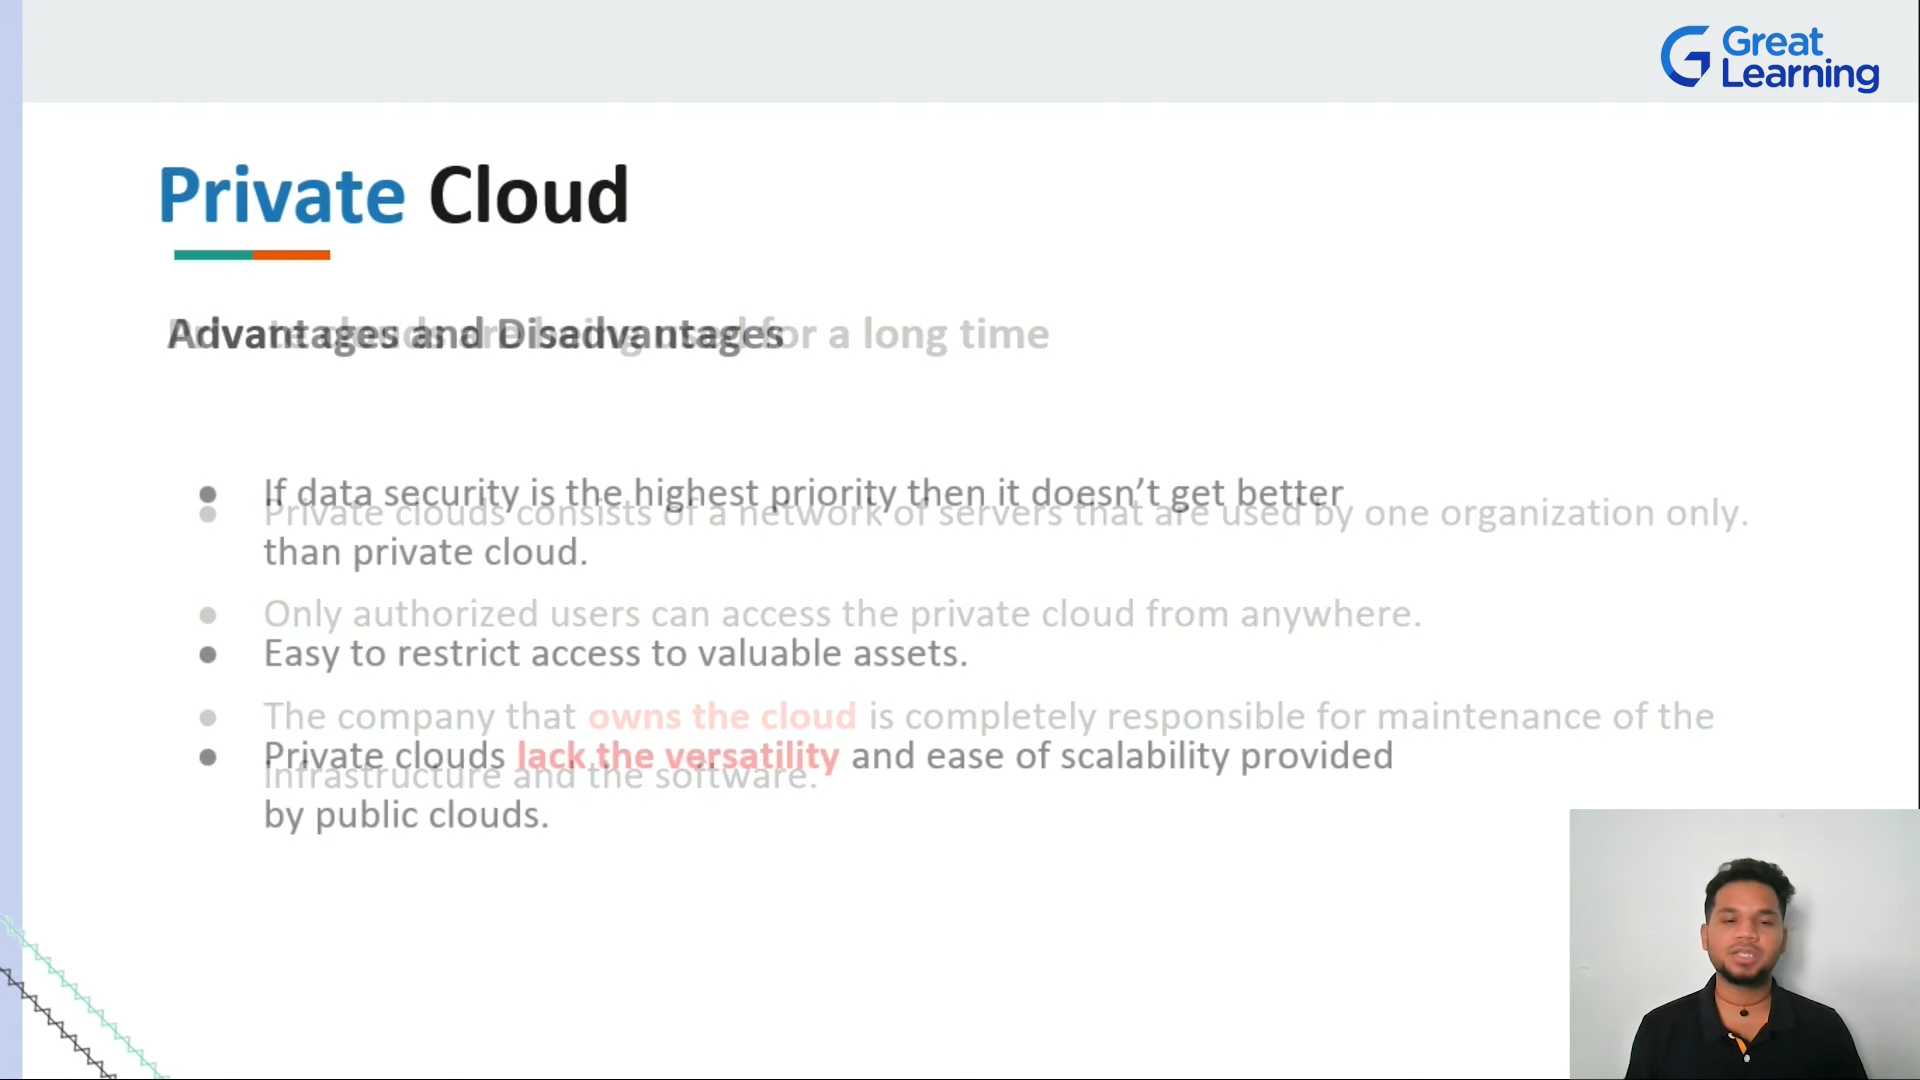 Great
Learning
Private Cloud
Advantages and Disadvantages
for a long time
If data security is the highest priority then it doesn’t get better
Private clouds consists of a network of servers that are used by one organization only.
than private cloud.
Only authorized users can access the private cloud from anywhere.
Easy to restrict access to valuable assets.
The company that owns the cloud is completely responsible for maintenance of the
Private clouds lack the versatility and ease of scalability provided
infrastructure and the software.
by public clouds.